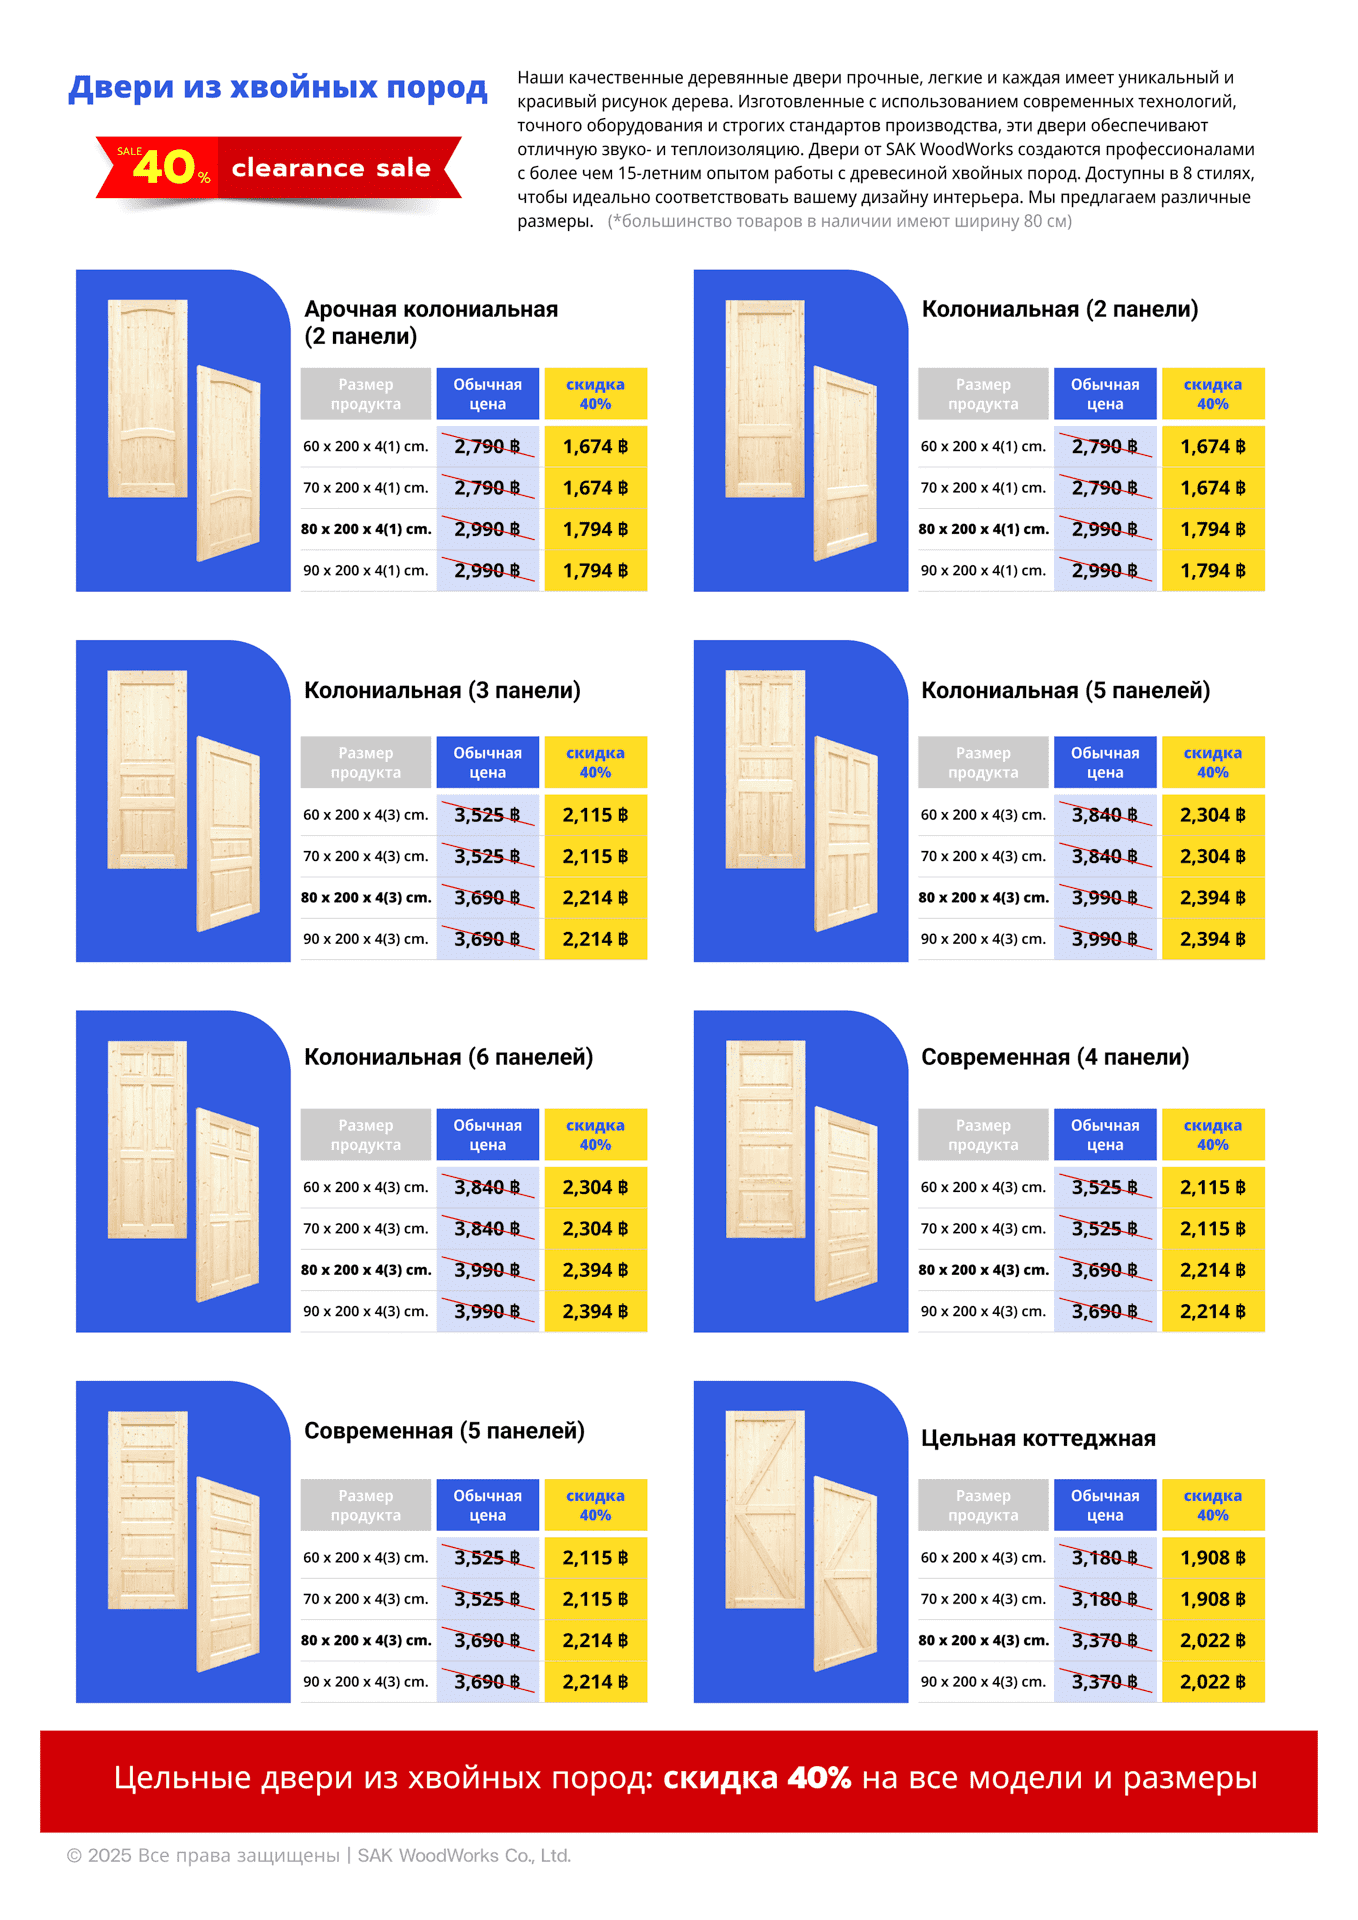 Двери из хвойных пород
SALE 40 % clearance sale
Наши качественные деревянные двери прочные, легкие и каждая имеет уникальный и
красивый рисунок дерева. Изготовленные с использованием современных технологий,
точного оборудования и строгих стандартов производства, эти двери обеспечивают
отличную звуко- и теплоизоляцию. Двери от SAK WoodWorks создаются профессионалами
с более чем 15-летним опытом работы с древесиной хвойных пород. Доступны в 8 стилях,
чтобы идеально соответствовать вашему дизайну интерьера. Мы предлагаем различные
размеры. (*большинство товаров в наличии имеют ширину 80 см)
Арочная колониальная
(2 панели)
Размер Обычная скидка
продукта цена 40%
60 x 200 x 4(1) cm. 2,790 ฿ 1,674 ฿
70 x 200 x 4(1) cm. 2,790 ฿ 1,674 ฿
80 x 200 x 4(1) cm. 2,990 ฿ 1,794 ฿
90 x 200 x 4(1) cm. 2,990 ฿ 1,794 ฿
Колониальная (2 панели)
Размер Обычная скидка
продукта цена 40%
60 x 200 x 4(1) cm. 2,790 ฿ 1,674 ฿
70 x 200 x 4(1) cm. 2,790 ฿ 1,674 ฿
80 x 200 x 4(1) cm. 2,990 ฿ 1,794 ฿
90 x 200 x 4(1) cm. 2,990 ฿ 1,794 ฿
Колониальная (3 панели)
Размер Обычная скидка
продукта цена 40%
60 x 200 x 4(3) cm. 3,525 ฿ 2,115 ฿
70 x 200 x 4(3) cm. 3,525 ฿ 2,115 ฿
80 x 200 x 4(3) cm. 3,690 ฿ 2,214 ฿
90 x 200 x 4(3) cm. 3,690 ฿ 2,214 ฿
Колониальная (5 панелей)
Размер Обычная скидка
продукта цена 40%
60 x 200 x 4(3) cm. 3,840 ฿ 2,304 ฿
70 x 200 x 4(3) cm. 3,840 ฿ 2,304 ฿
80 x 200 x 4(3) cm. 3,990 ฿ 2,394 ฿
90 x 200 x 4(3) cm. 3,990 ฿ 2,394 ฿
Колониальная (6 панелей)
Размер Обычная скидка
продукта цена 40%
60 x 200 x 4(3) cm. 3,840 ฿ 2,304 ฿
70 x 200 x 4(3) cm. 3,840 ฿ 2,304 ฿
80 x 200 x 4(3) cm. 3,990 ฿ 2,394 ฿
90 x 200 x 4(3) cm. 3,990 ฿ 2,394 ฿
Современная (4 панели)
Размер Обычная скидка
продукта цена 40%
60 x 200 x 4(3) cm. 3,525 ฿ 2,115 ฿
70 x 200 x 4(3) cm. 3,525 ฿ 2,115 ฿
80 x 200 x 4(3) cm. 3,690 ฿ 2,214 ฿
90 x 200 x 4(3) cm. 3,690 ฿ 2,214 ฿
Современная (5 панелей)
Размер Обычная скидка
продукта цена 40%
60 x 200 x 4(3) cm. 3,525 ฿ 2,115 ฿
70 x 200 x 4(3) cm. 3,525 ฿ 2,115 ฿
80 x 200 x 4(3) cm. 3,690 ฿ 2,214 ฿
90 x 200 x 4(3) cm. 3,690 ฿ 2,214 ฿
Цельная коттеджная
Размер Обычная скидка
продукта цена 40%
60 x 200 x 4(3) cm. 3,180 ฿ 1,908 ฿
70 x 200 x 4(3) cm. 3,180 ฿ 1,908 ฿
80 x 200 x 4(3) cm. 3,370 ฿ 2,022 ฿
90 x 200 x 4(3) cm. 3,370 ฿ 2,022 ฿
Цельные двери из хвойных пород: скидка 40% на все модели и размеры
© 2025 Все права защищены | SAK WoodWorks Co., Ltd.